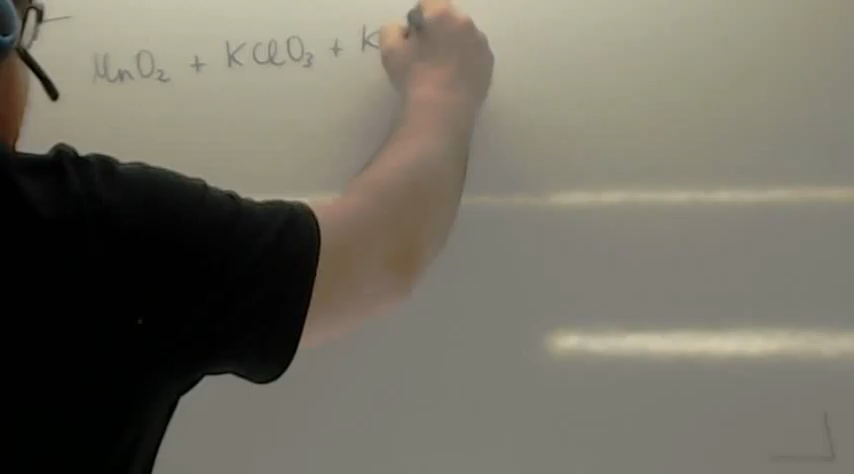 MnO₂ + KClO₃ + K